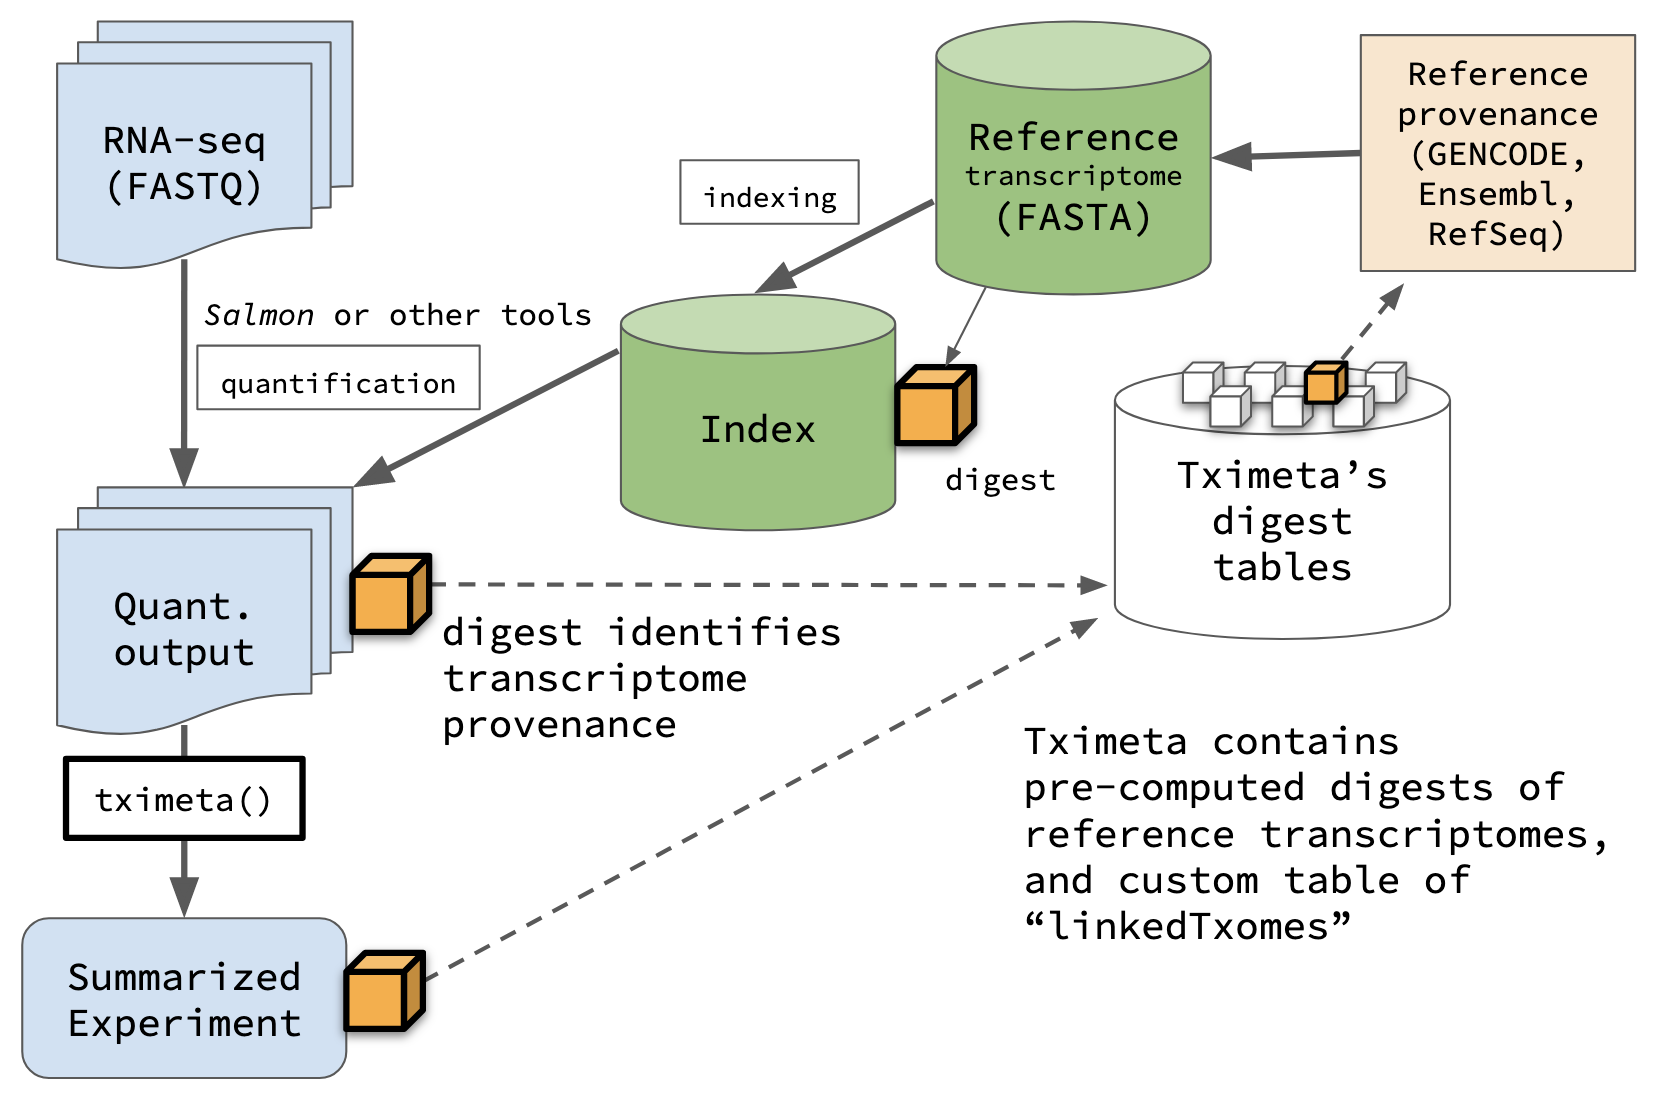 RNA-seq
(FASTQ)
Reference
transcriptome
(FASTA)
Reference
provenance
(GENCODE,
Ensembl,
RefSeq)
indexing
Salmon or other tools
quantification
Index
digest
Tximeta’s
digest
tables
Quant.
output
digest identifies
transcriptome
provenance
tximeta()
Tximeta contains
pre-computed digests of
reference transcriptomes,
and custom table of
“linkedTxomes”
Summarized
Experiment